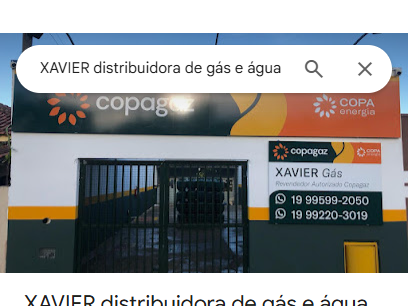 XAVIER distribuidora de gás e água
copagaz
COPA
energia
copagaz
COPA
energia
XAVIER Gás
Revendedor Autorizado Copagaz
19 99599-2050
19 99220-3019
XAVIER distribuidora de gás e água